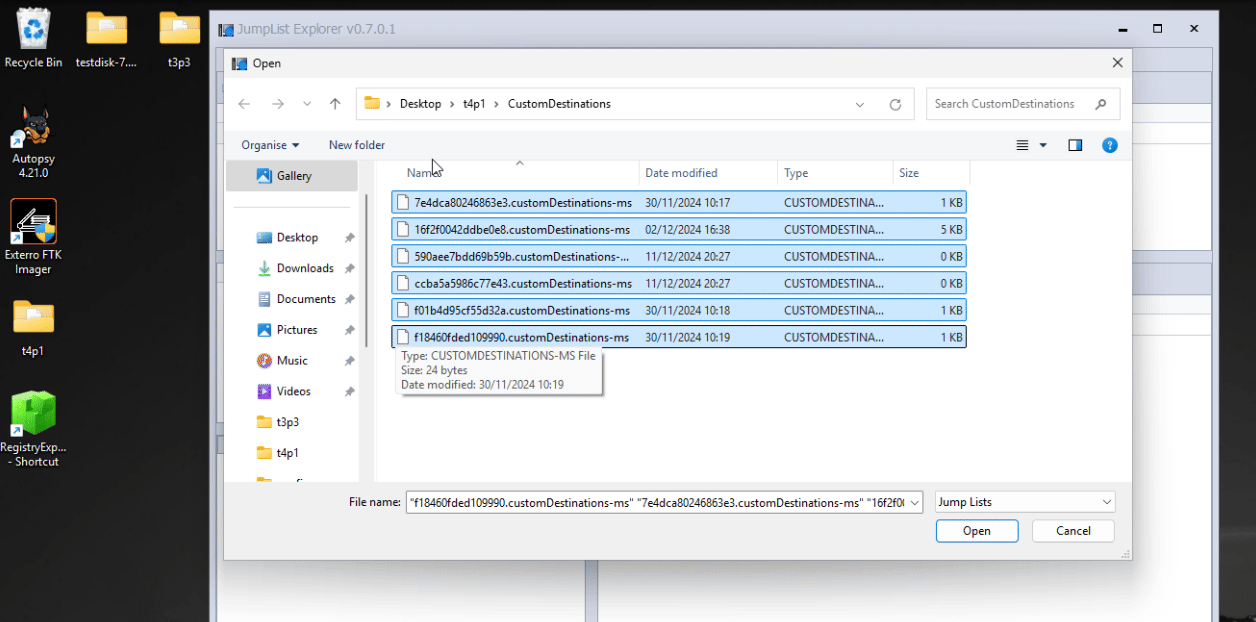 Recycle Bin
testdisk-7....
t3p3
Autopsy
4.21.0
Exterro FTK
Imager
t4p1
RegistryExp...
- Shortcut
JumpList Explorer v0.7.0.1
Open
Desktop
t4p1
CustomDestinations
Search CustomDestinations
Organise
New folder
Gallery
Desktop
Downloads
Documents
Pictures
Music
Videos
t3p3
t4p1
Name Date modified Type Size
7e4dca80246863e3.customDestinations-ms 30/11/2024 10:17 CUSTOMDESTINA... 1 KB
16f2f0042ddbe0e8.customDestinations-ms 02/12/2024 16:38 CUSTOMDESTINA... 5 KB
590aee7bdd69b59b.customDestinations-... 11/12/2024 20:27 CUSTOMDESTINA... 0 KB
ccba5a5986c77e43.customDestinations-ms 11/12/2024 20:27 CUSTOMDESTINA... 0 KB
f01b4d95cf55d32a.customDestinations-ms 30/11/2024 10:18 CUSTOMDESTINA... 1 KB
f18460fded109990.customDestinations-ms 30/11/2024 10:19 CUSTOMDESTINA... 1 KB
Type: CUSTOMDESTINATIONS-MS File
Size: 24 bytes
Date modified: 30/11/2024 10:19
File name: "f18460fded109990.customDestinations-ms" "7e4dca80246863e3.customDestinations-ms" "16f2f0(
Jump Lists
Open
Cancel